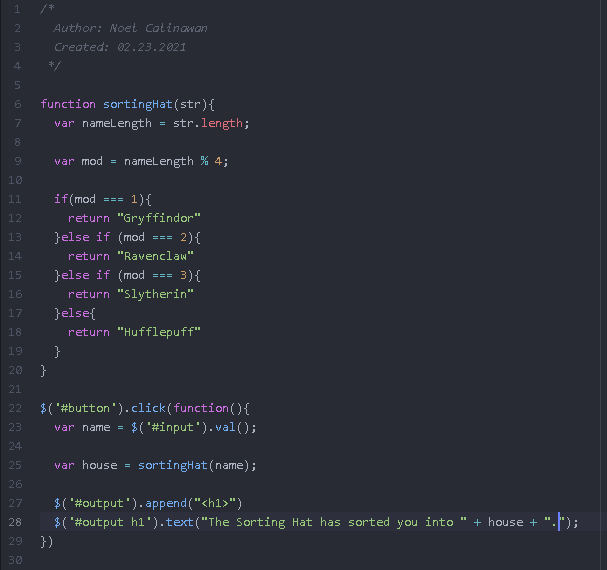 1 /*
2 Author: Noel Catinawan
3 Created: 02.23.2021
4 */
5
6 function sortingHat(str){
7 var nameLength = str.length;
8
9 var mod = nameLength % 4;
10
11 if(mod === 1){
12 return "Gryffindor"
13 }else if (mod === 2){
14 return "Ravenclaw"
15 }else if (mod === 3){
16 return "Slytherin"
17 }else{
18 return "Hufflepuff"
19 }
20 }
21
22 $('#button').click(function(){
23 var name = $('#input').val();
24
25 var house = sortingHat(name);
26
27 $('#output').append("<h1>")
28 $('#output h1').text("The Sorting Hat has sorted you into " + house + ".");
29 })
30